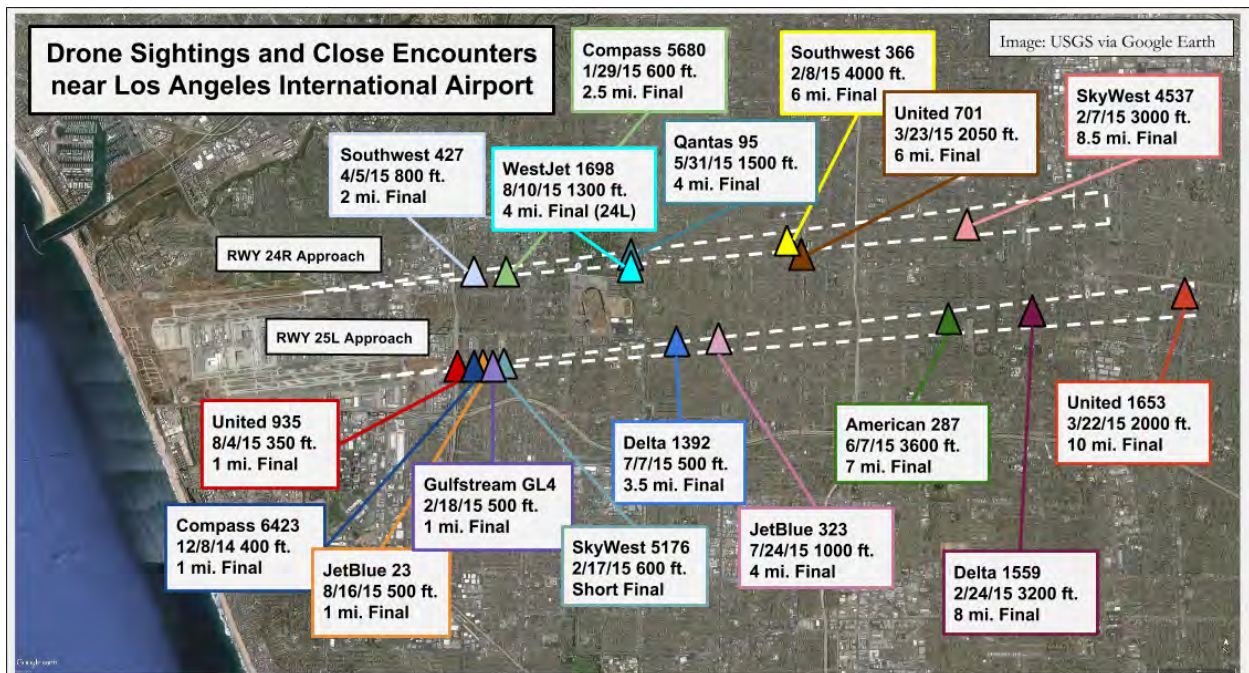 Drone Sightings and Close Encounters
near Los Angeles International Airport
Image: USGS via Google Earth
Compass 5680
1/29/15 600 ft.
2.5 mi. Final
Southwest 366
2/8/15 4000 ft.
6 mi. Final
SkyWest 4537
2/7/15 3000 ft.
8.5 mi. Final
United 701
3/23/15 2050 ft.
6 mi. Final
Qantas 95
5/31/15 1500 ft.
4 mi. Final
Southwest 427
4/5/15 800 ft.
2 mi. Final
WestJet 1698
8/10/15 1300 ft.
4 mi. Final (24L)
RWY 24R Approach
RWY 25L Approach
United 935
8/4/15 350 ft.
1 mi. Final
Delta 1392
7/7/15 500 ft.
3.5 mi. Final
American 287
6/7/15 3600 ft.
7 mi. Final
United 1653
3/22/15 2000 ft.
10 mi. Final
Gulfstream GL4
2/18/15 500 ft.
1 mi. Final
Compass 6423
12/8/14 400 ft.
1 mi. Final
JetBlue 23
8/16/15 500 ft.
1 mi. Final
SkyWest 5176
2/17/15 600 ft.
Short Final
JetBlue 323
7/24/15 1000 ft.
4 mi. Final
Delta 1559
2/24/15 3200 ft.
8 mi. Final
Google earth